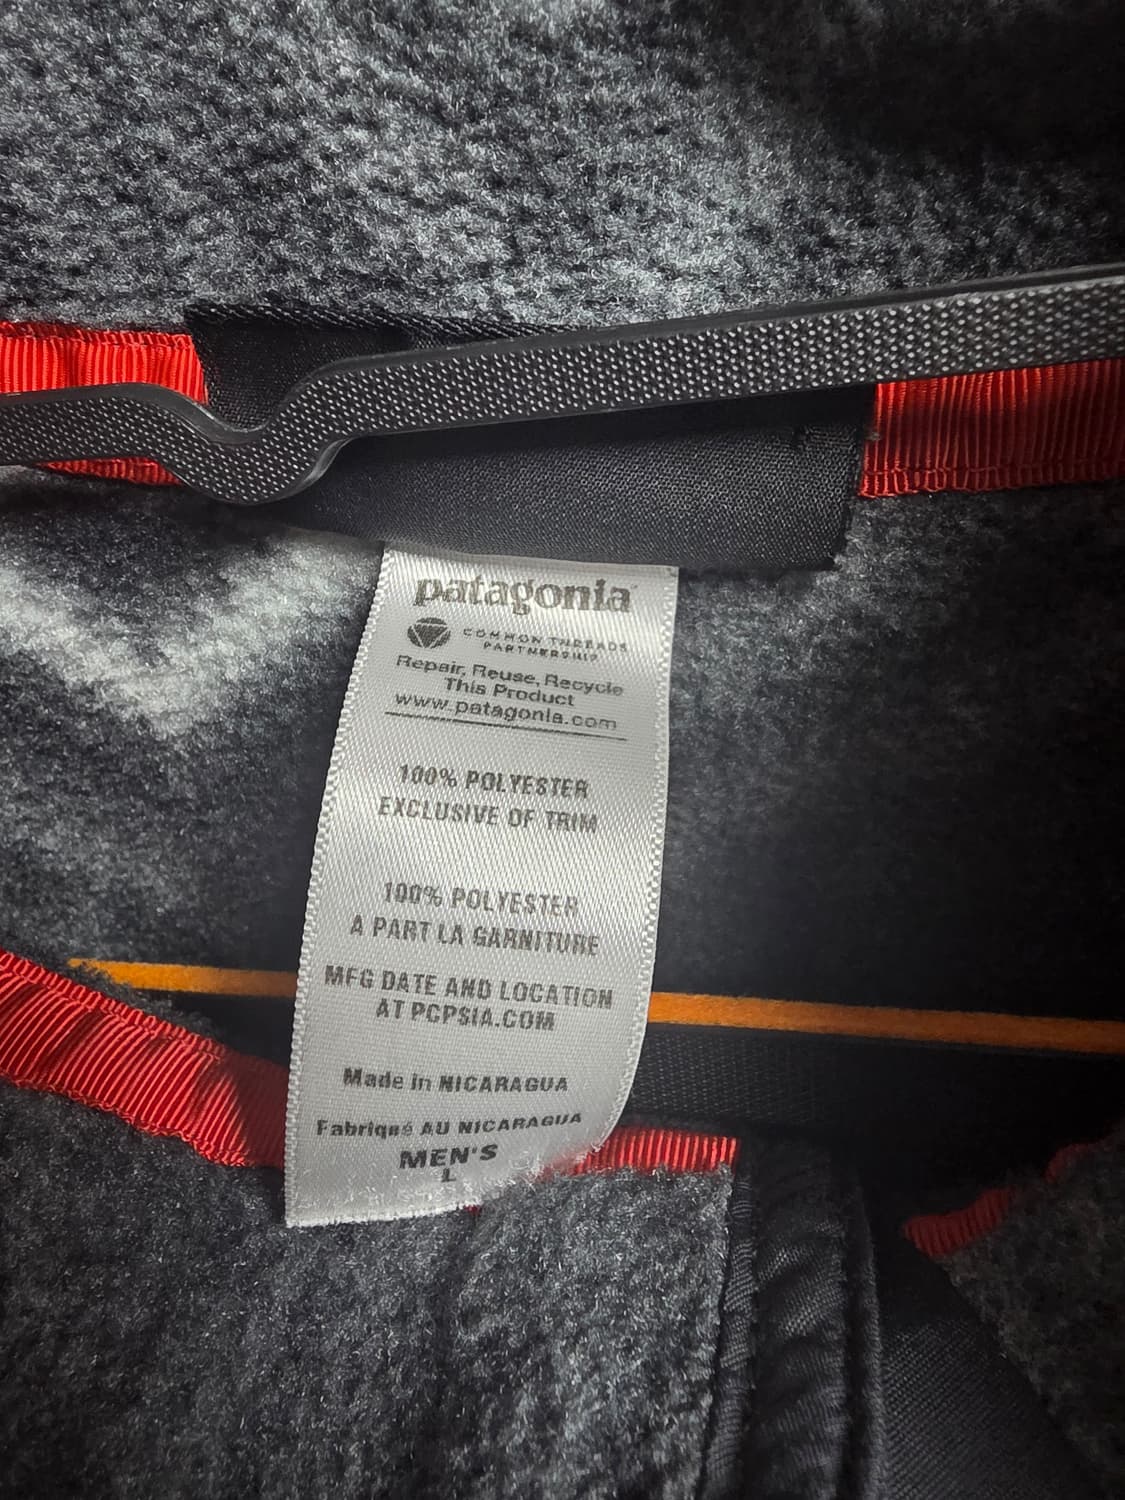 patagonia
COMMON THREADS
PARTNERSHIP
Repair, Reuse, Recycle
This Product
www.patagonia.com
100% POLYESTER
EXCLUSIVE OF TRIM
100% POLYESTER
A PART LA GARNITURE
MFG DATE AND LOCATION
AT PCPSIA.COM
Made in NICARAGUA
Fabriqué AU NICARAGUA
MEN'S
L